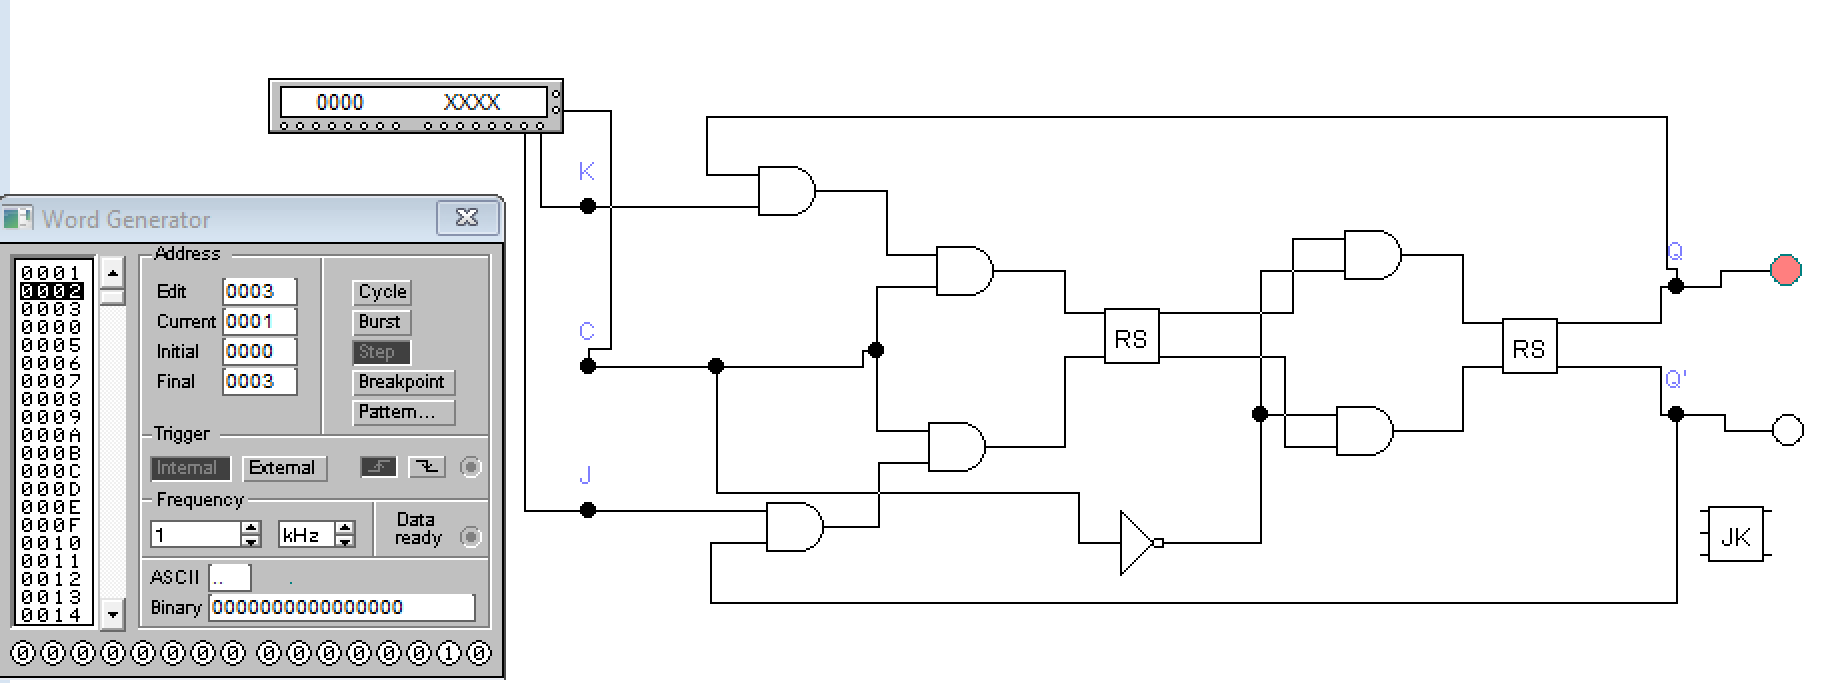 0000 XXXX
K
Word Generator
Address
0001
0002
0003
0000
0005
0006
0007
0008
0009
000A
000B
000C
000D
000E
000F
0010
0011
0012
0013
0014
Edit 0003
Current 0001
Initial 0000
Final 0003
Cycle
Burst
Step
Breakpoint
Pattern...
Trigger
Internal External
Frequency
1 kHz
Data
ready
ASCII ..   .
Binary 0000000000000000
0 0 0 0 0 0 0 0 0 0 0 0 0 0 1 0
C
J
RS
RS
Q
Q'
JK